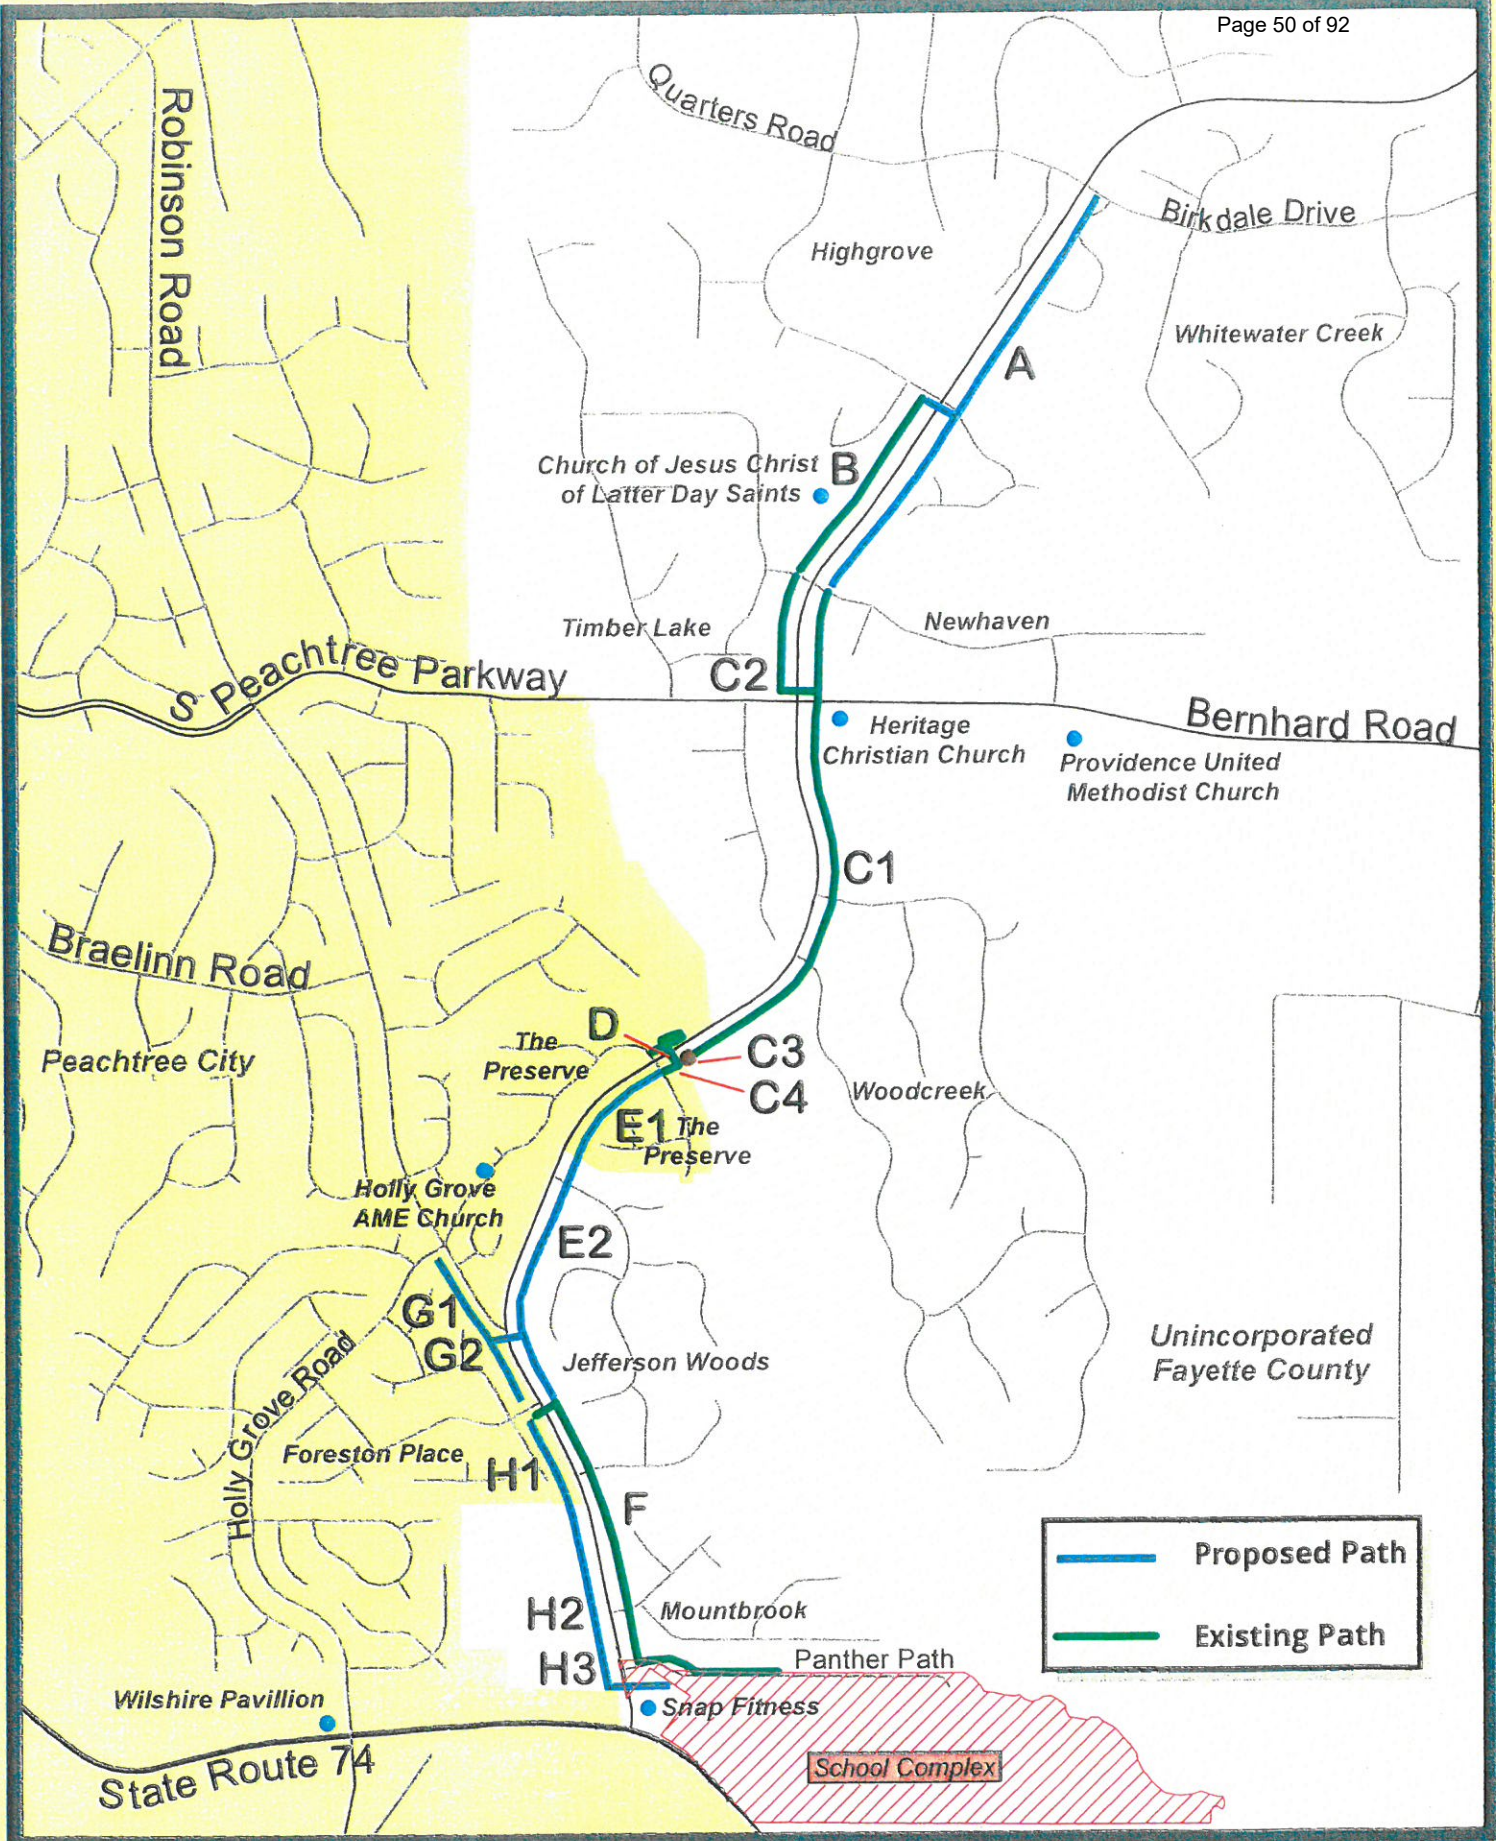 Page 50 of 92
Quarters Road
Robinson Road
Birkdale Drive
Highgrove
Whitewater Creek
A
Church of Jesus Christ
of Latter Day Saints
B
Timber Lake
Newhaven
S Peachtree Parkway
C2
Bernhard Road
Heritage
Christian Church
Providence United
Methodist Church
C1
Braelinn Road
Peachtree City
D
The
Preserve
C3
C4
Woodcreek
E1
The
Preserve
Holly Grove
AME Church
E2
G1
G2
Jefferson Woods
Unincorporated
Fayette County
Holly Grove Road
Foreston Place
H1
F
Proposed Path
Existing Path
H2
Mountbrook
H3
Panther Path
Wilshire Pavillion
Snap Fitness
State Route 74
School Complex